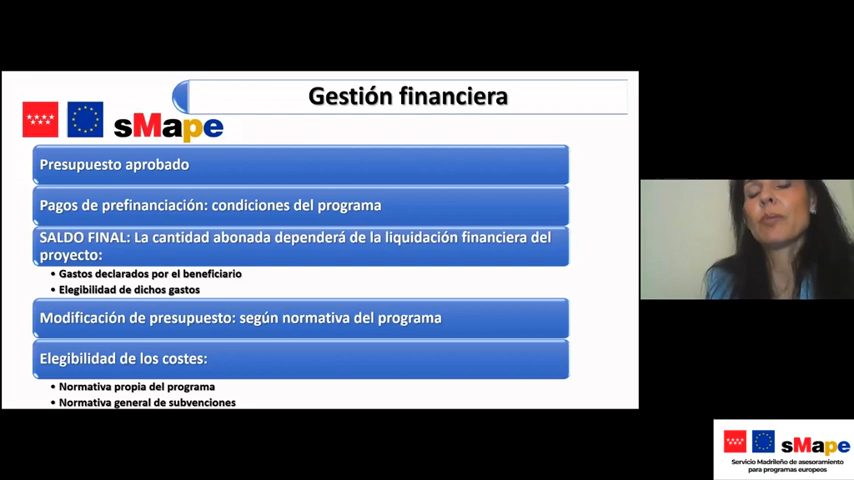 Gestión financiera
sMape
Presupuesto aprobado
Pagos de prefinanciación: condiciones del programa
SALDO FINAL: La cantidad abonada dependerá de la liquidación financiera del
proyecto:
• Gastos declarados por el beneficiario
• Elegibilidad de dichos gastos
Modificación de presupuesto: según normativa del programa
Elegibilidad de los costes:
• Normativa propia del programa
• Normativa general de subvenciones
sMape
Servicio Madrileño de asesoramiento
para programas europeos